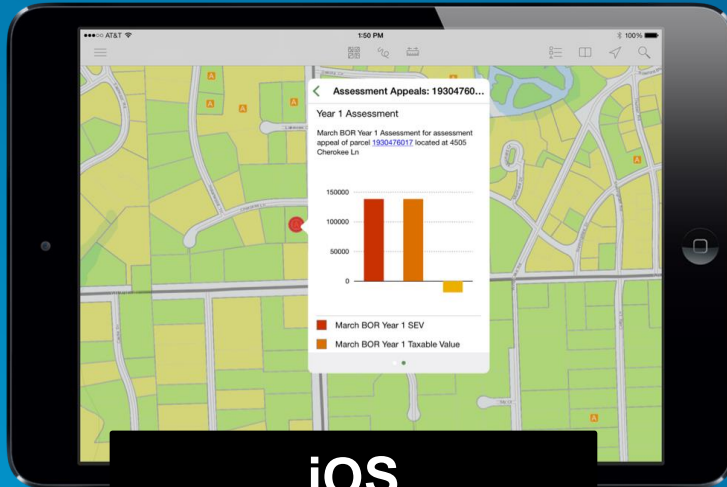 AT&T
1:50 PM
100%
Assessment Appeals: 19304760...
Year 1 Assessment
March BOR Year 1 Assessment for assessment
appeal of parcel 1930476017 located at 4505
Cherokee Ln
150000
100000
50000
0
March BOR Year 1 SEV
March BOR Year 1 Taxable Value
A
A
A
A
A
A
A
iOS